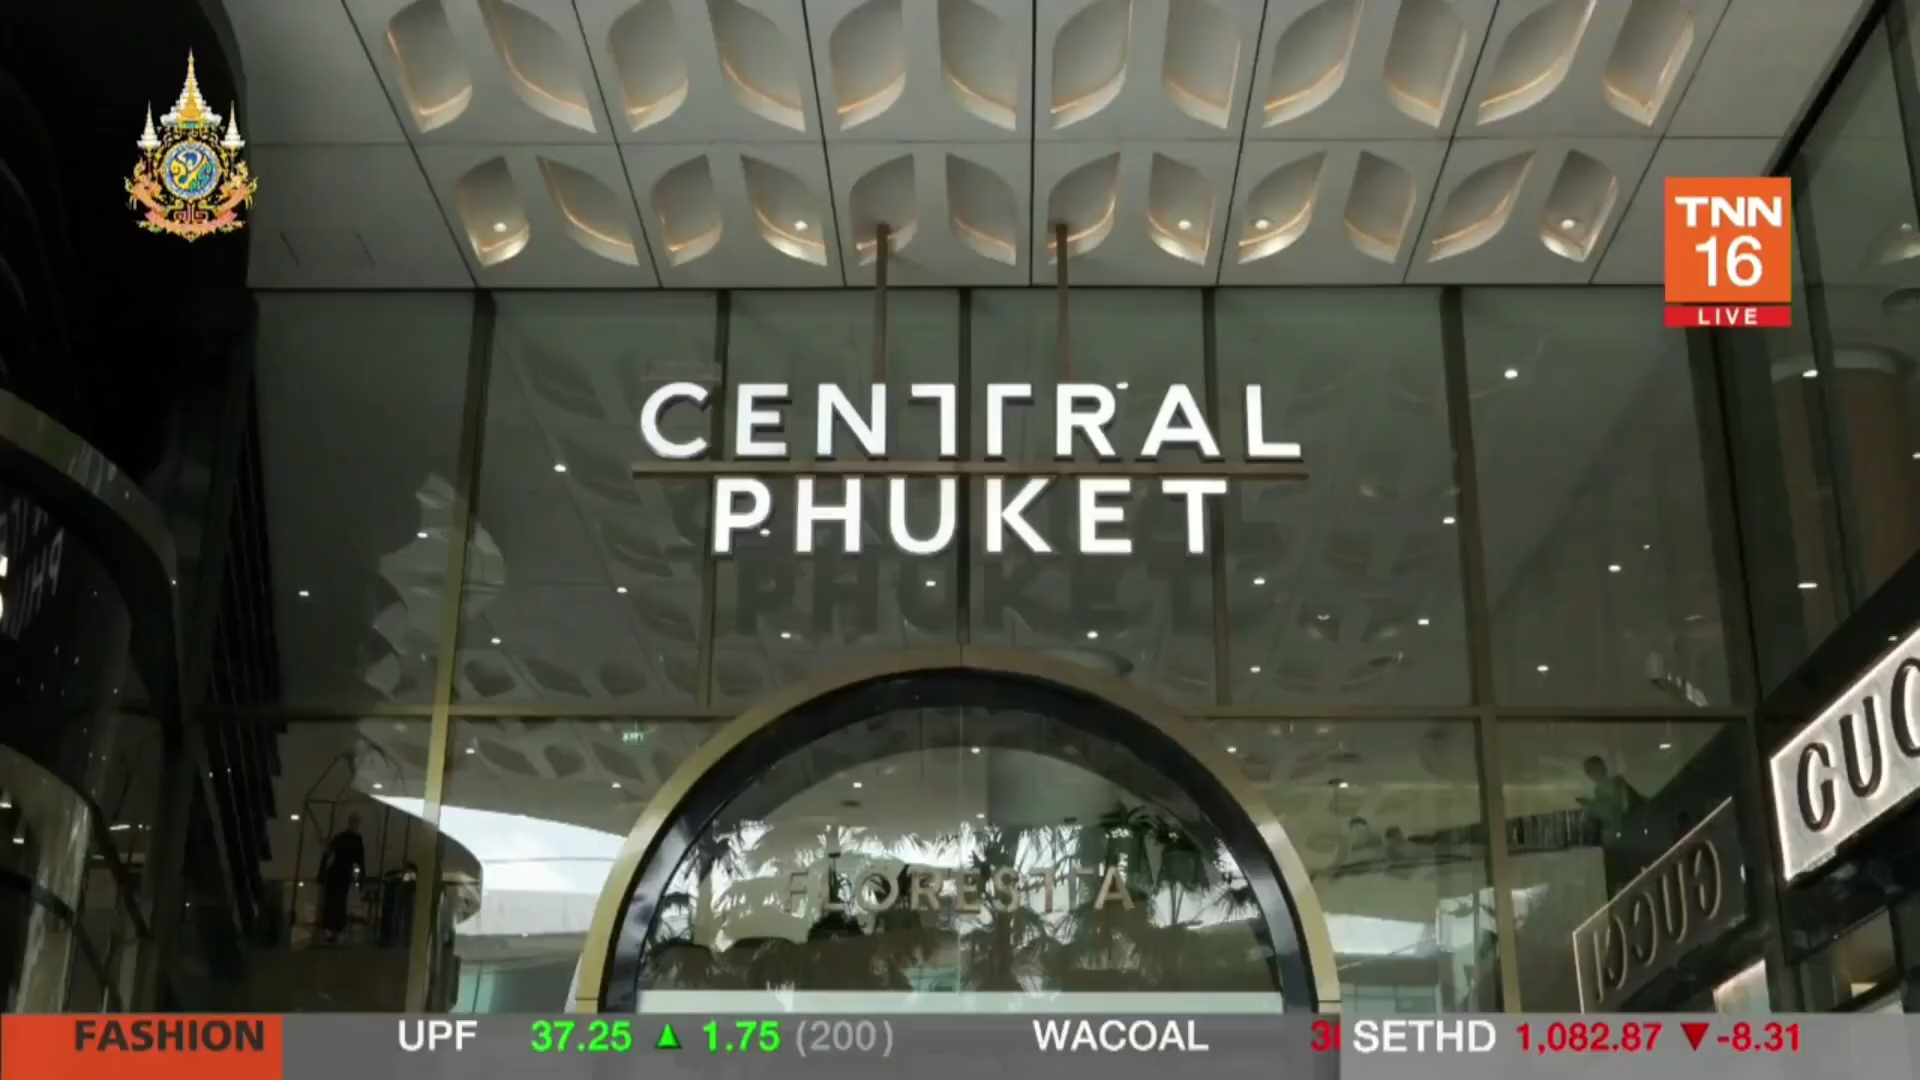 TNN
16
LIVE
CENTRAL
PHUKET
GUC
GUCCI
FLORESTA
FASHION UPF 37.25 ▲ 1.75 (200) WACOAL SETHD 1,082.87 ▼ -8.31